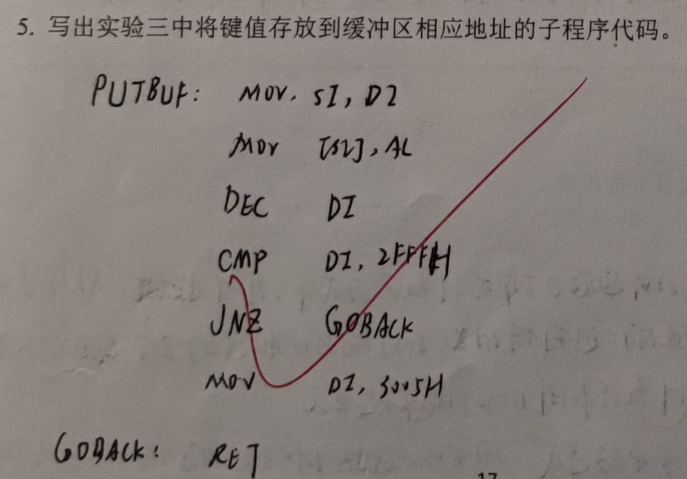 5. 写出实验三中将键值存放到缓冲区相应地址的子程序代码。
PUTBUF: MOV. SI, DI
MOV [SI], AL
DEC DI
CMP DI, 2FFFH
JNZ GOBACK
MOV DI, 3005H
GOBACK: RET
17